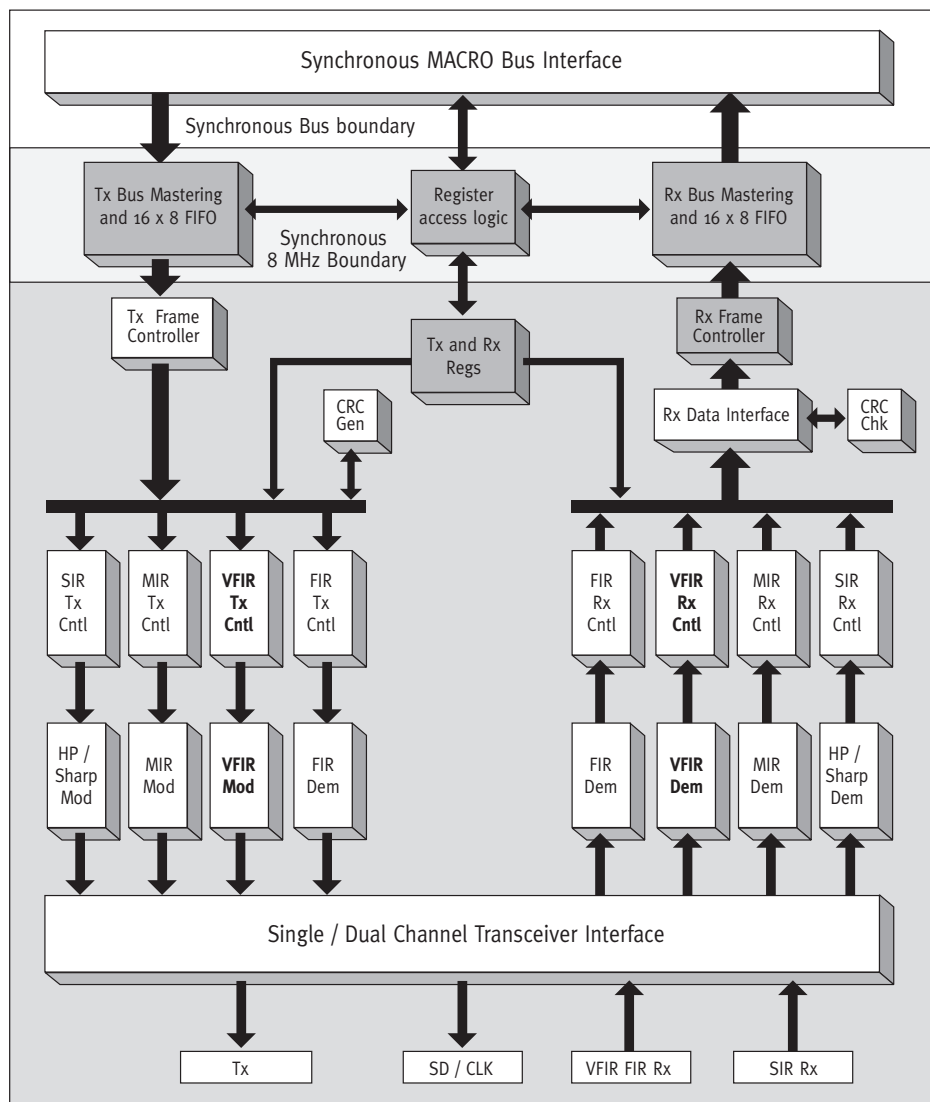 Synchronous MACRO Bus Interface
Synchronous Bus boundary
Tx Bus Mastering
and 16 x 8 FIFO
Register
access logic
Rx Bus Mastering
and 16 x 8 FIFO
Synchronous
8 MHz Boundary
Tx Frame
Controller
Tx and Rx
Regs
Rx Frame
Controller
CRC
Gen
Rx Data Interface
CRC
Chk
SIR
Tx
Cntl
MIR
Tx
Cntl
VFIR
Tx
Cntl
FIR
Tx
Cntl
FIR
Rx
Cntl
VFIR
Rx
Cntl
MIR
Rx
Cntl
SIR
Rx
Cntl
HP /
Sharp
Mod
MIR
Mod
VFIR
Mod
FIR
Dem
FIR
Dem
VFIR
Dem
MIR
Dem
HP /
Sharp
Dem
Single / Dual Channel Transceiver Interface
Tx
SD / CLK
VFIR FIR Rx
SIR Rx